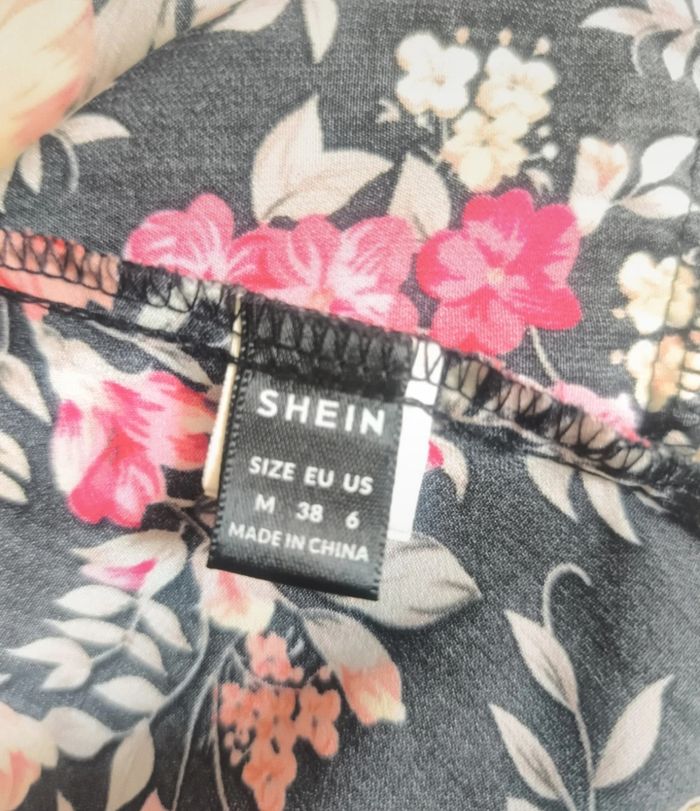 SHEIN
SIZE EU US
M 38 6
MADE IN CHINA